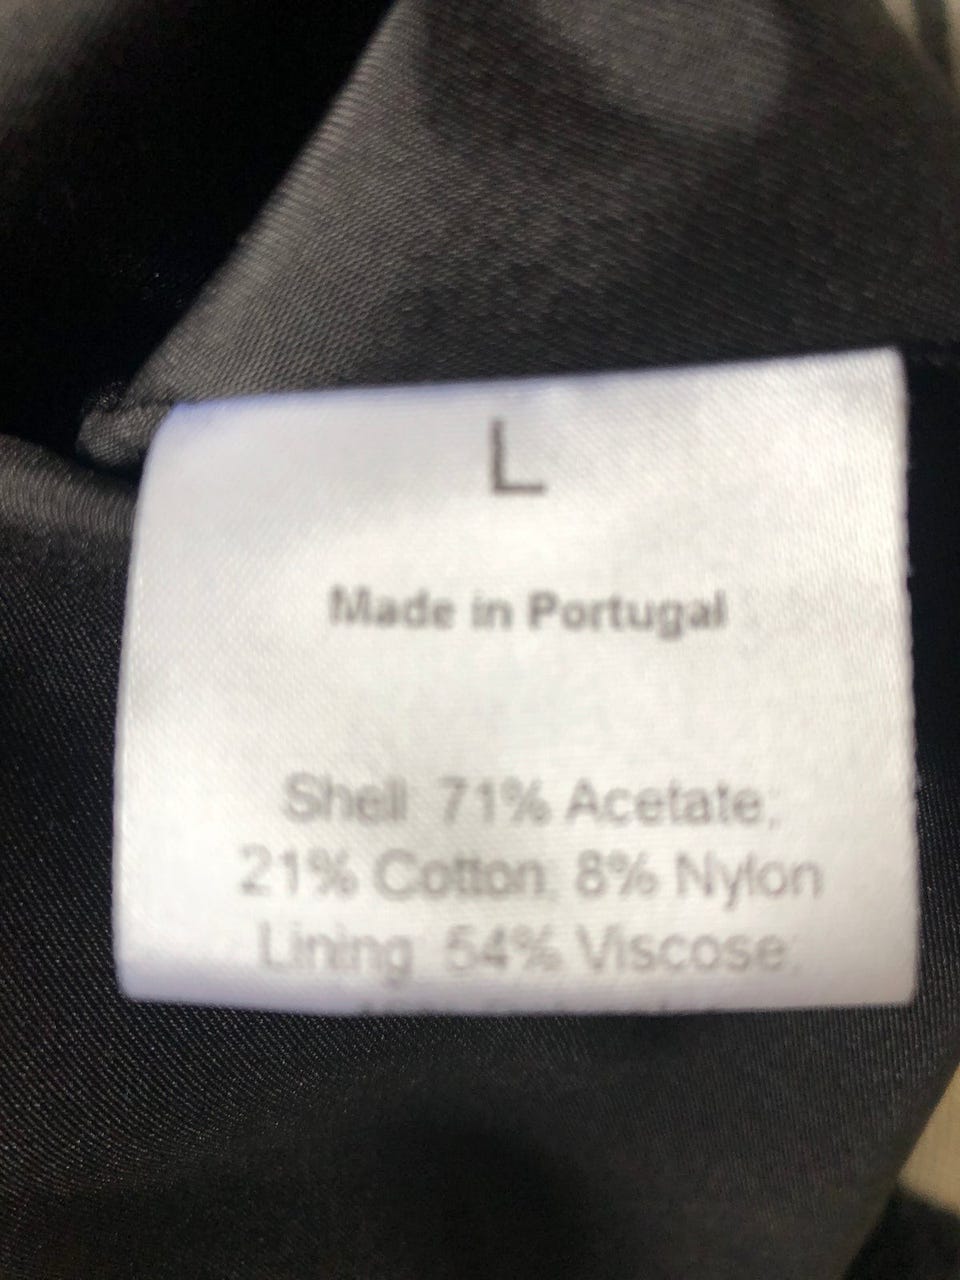 L
Made in Portugal
Shell 71% Acetate,
21% Cotton, 8% Nylon
Lining 54% Viscose